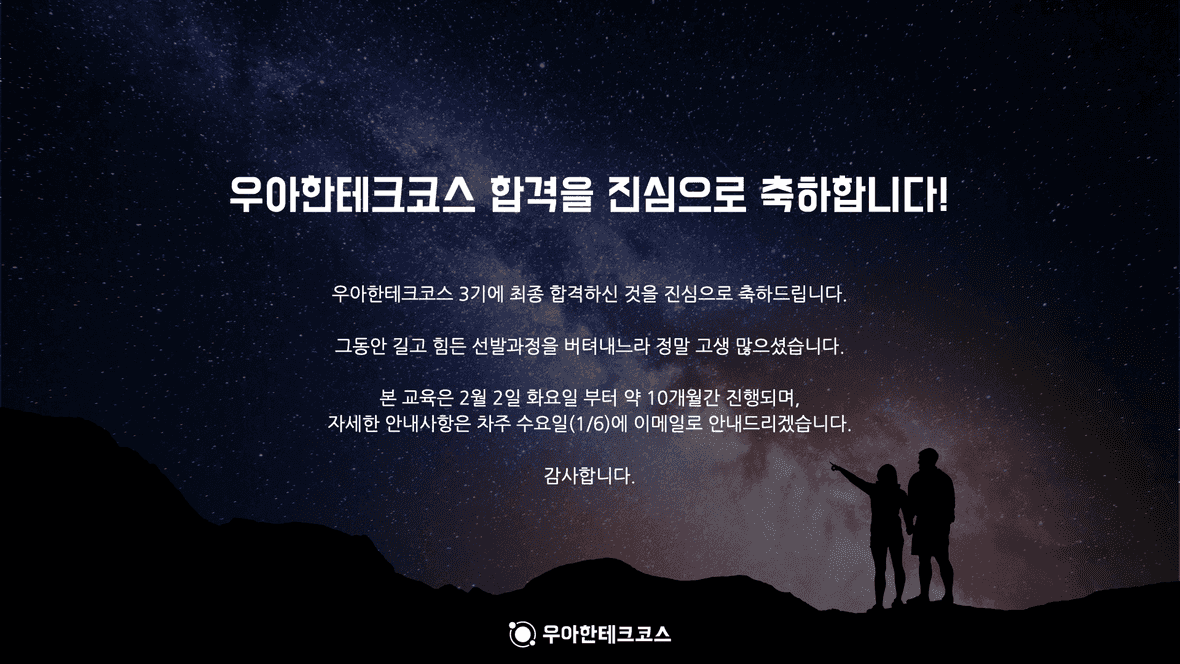 우아한테크코스 합격을 진심으로 축하합니다!
우아한테크코스 3기에 최종 합격하신 것을 진심으로 축하드립니다.
그동안 길고 힘든 선발과정을 버텨내느라 정말 고생 많으셨습니다.
본 교육은 2월 2일 화요일 부터 약 10개월간 진행되며,
자세한 안내사항은 차주 수요일(1/6)에 이메일로 안내드리겠습니다.
감사합니다.
우아한테크코스